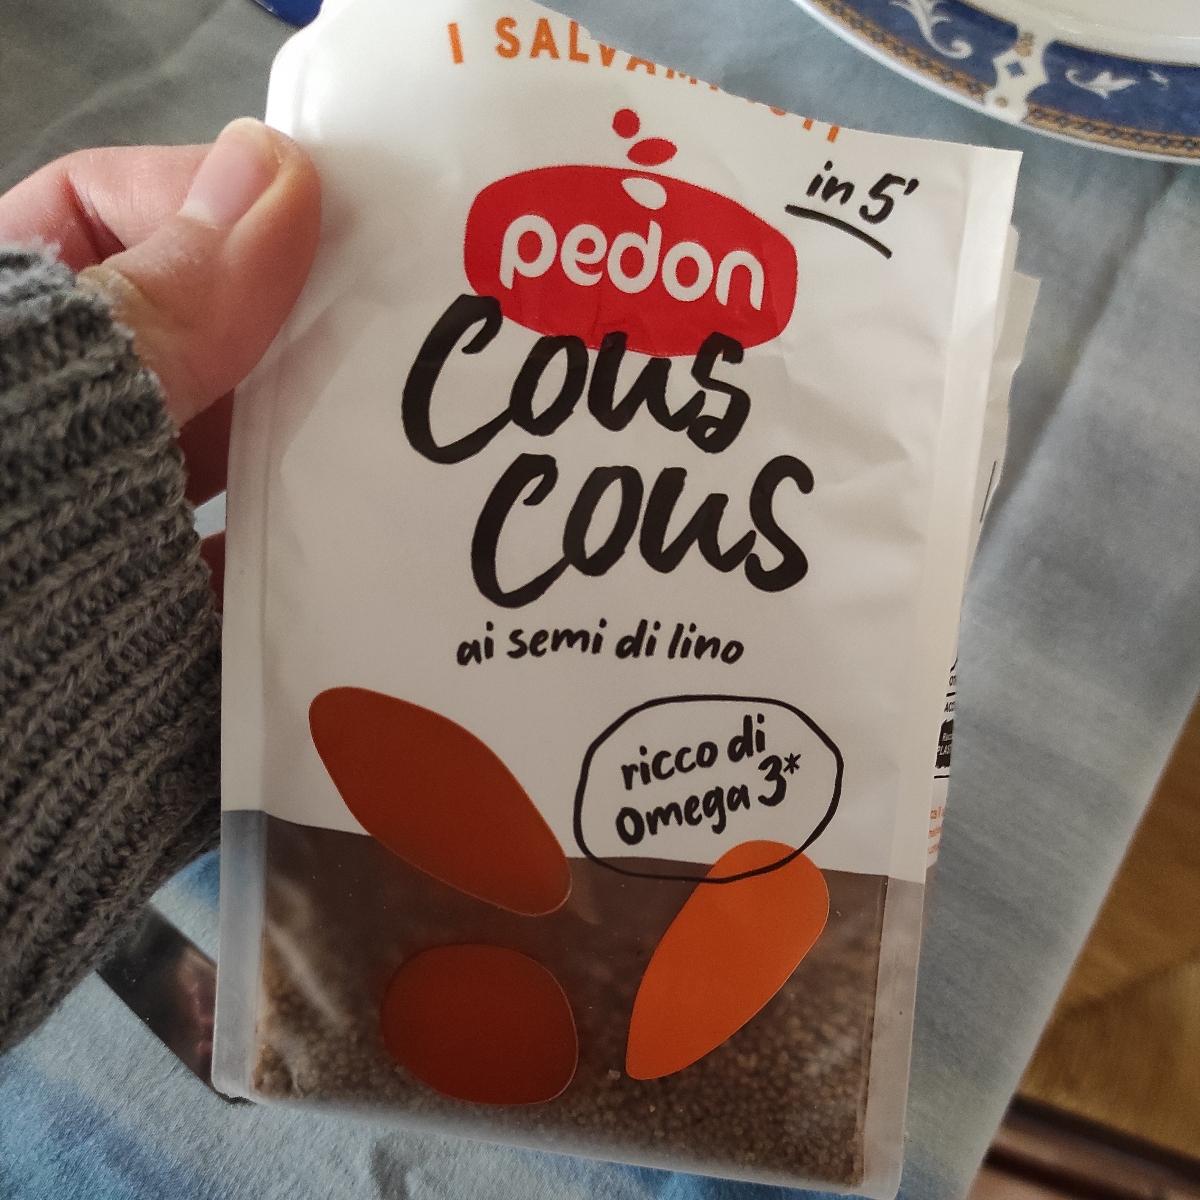 I
in 5'
pedon
Cous
Cous
ai semi di lino
ricco di
omega 3*